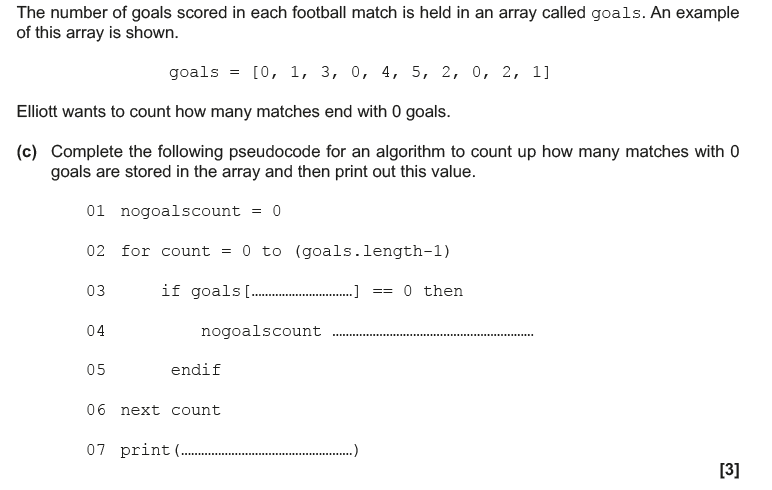 The number of goals scored in each football match is held in an array called goals. An example
of this array is shown.
goals = [0, 1, 3, 0, 4, 5, 2, 0, 2, 1]
Elliott wants to count how many matches end with 0 goals.
(c) Complete the following pseudocode for an algorithm to count up how many matches with 0
goals are stored in the array and then print out this value.
01 nogoalscount = 0
02 for count = 0 to (goals.length-1)
03 if goals[..............................] == 0 then
04 nogoalscount ............................................................
05 endif
06 next count
07 print(...................................................)
[3]